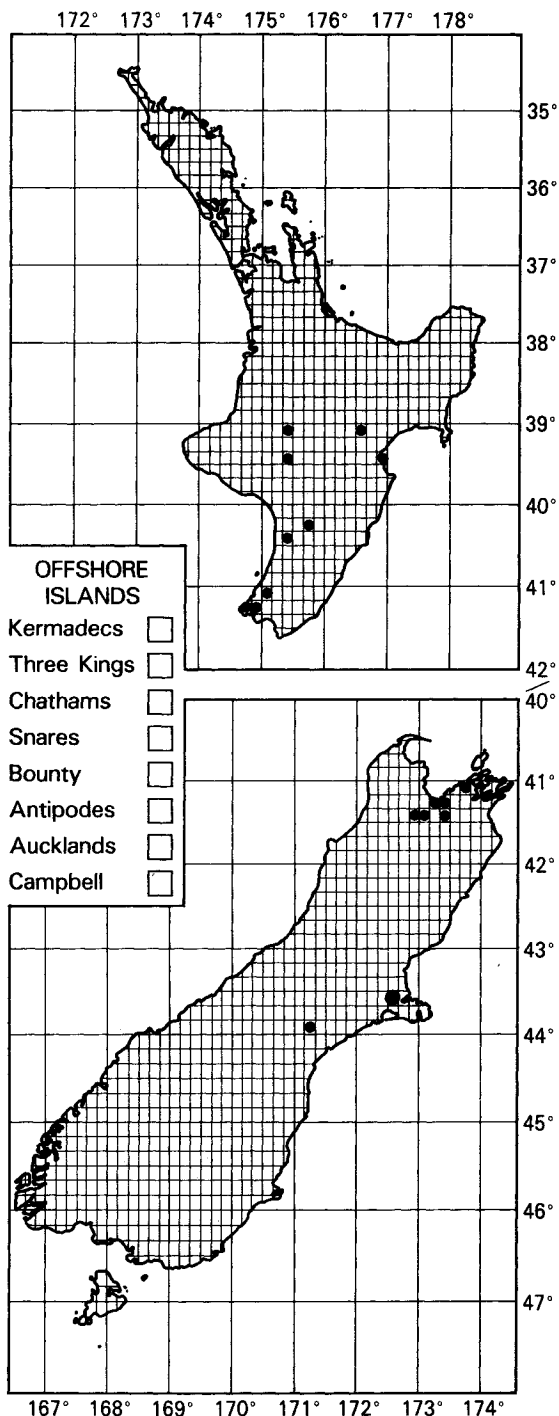 172° 173° 174° 175° 176° 177° 178°
35°
36°
37°
38°
39°
40°
41°
42°
OFFSHORE
ISLANDS
Kermadecs
Three Kings
Chathams
Snares
Bounty
Antipodes
Aucklands
Campbell
40°
41°
42°
43°
44°
45°
46°
47°
167° 168° 169° 170° 171° 172° 173° 174°